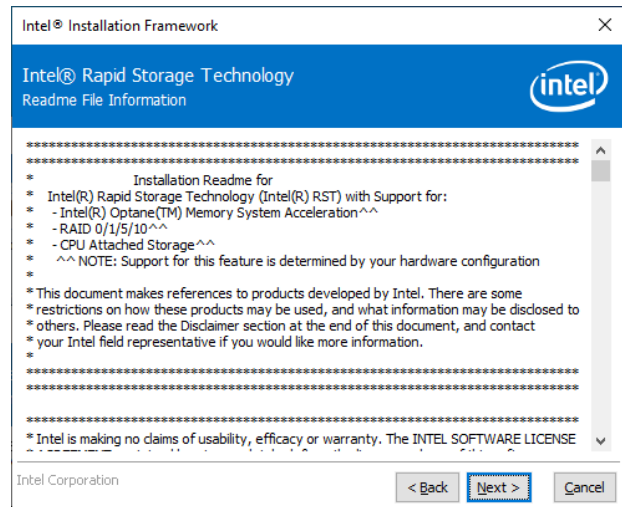 Intel® Installation Framework
Intel® Rapid Storage Technology
Readme File Information
intel
*******************************************************************************
*******************************************************************************
* Installation Readme for
* Intel(R) Rapid Storage Technology (Intel(R) RST) with Support for:
* - Intel(R) Optane(TM) Memory System Acceleration^^
* - RAID 0/1/5/10^^
* - CPU Attached Storage^^
* ^^ NOTE: Support for this feature is determined by your hardware configuration
*
* This document makes references to products developed by Intel. There are some
* restrictions on how these products may be used, and what information may be disclosed to
* others. Please read the Disclaimer section at the end of this document, and contact
* your Intel field representative if you would like more information.
*
*******************************************************************************
*******************************************************************************
*******************************************************************************
* Intel is making no claims of usability, efficacy or warranty. The INTEL SOFTWARE LICENSE
Intel Corporation
< Back
Next >
Cancel